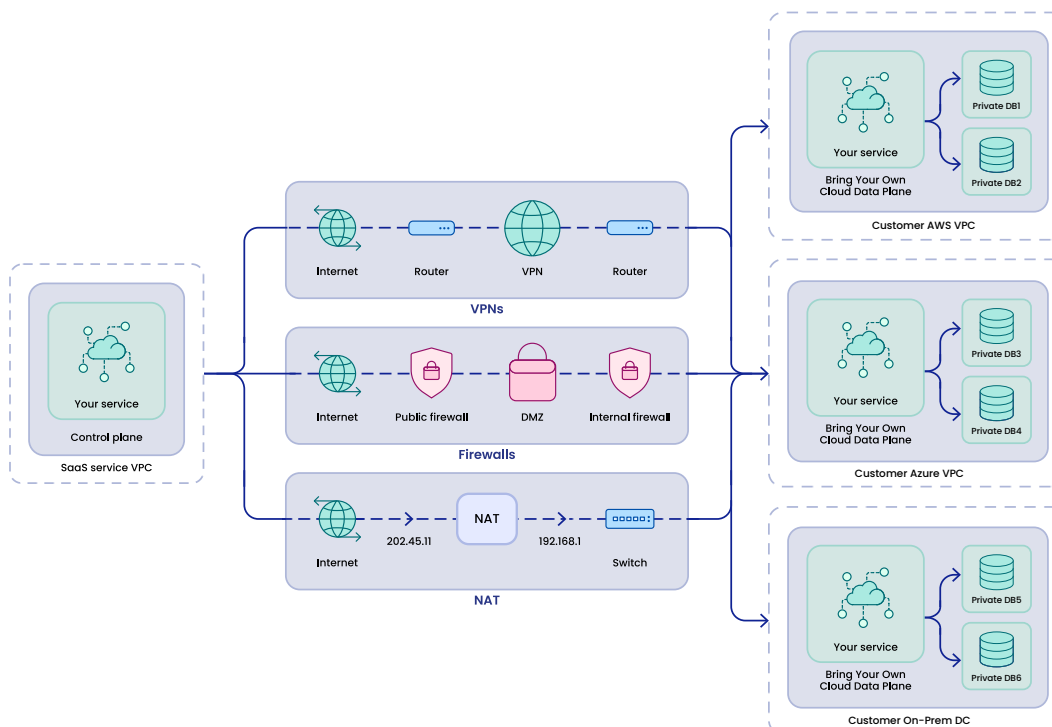 Your service
Control plane
SaaS service VPC
Internet
Router
VPN
Router
VPNs
Internet
Public firewall
DMZ
Internal firewall
Firewalls
Internet
202.45.11
NAT
192.168.1
Switch
NAT
Your service
Bring Your Own
Cloud Data Plane
Private DB1
Private DB2
Customer AWS VPC
Your service
Bring Your Own
Cloud Data Plane
Private DB3
Private DB4
Customer Azure VPC
Your service
Bring Your Own
Cloud Data Plane
Private DB5
Private DB6
Customer On-Prem DC